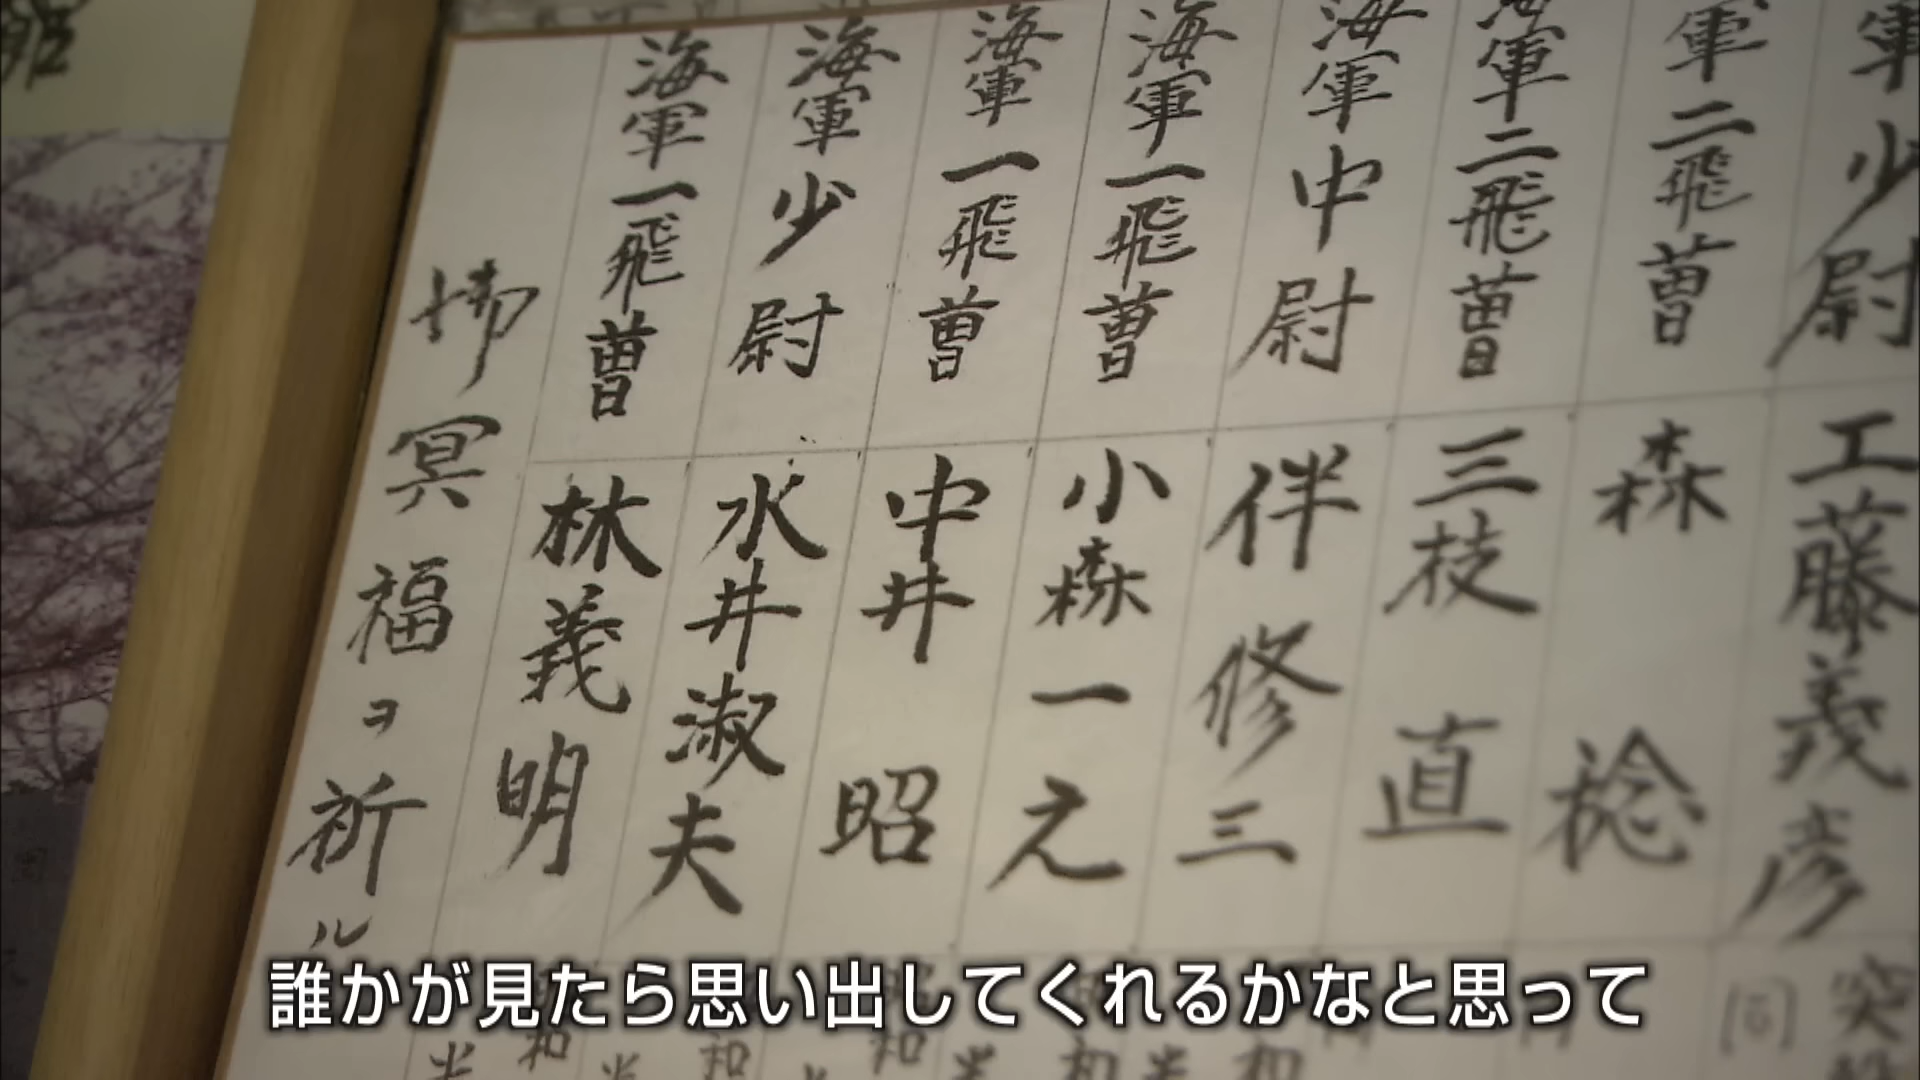 軍少尉 工藤義彦 突
軍二飛曹 森 稔
海軍二飛曹 三枝 直
海軍中尉 伴 修三
海軍一飛曹 小森一之
海軍一飛曹 中井 昭
海軍少尉 水井淑夫
海軍一飛曹 林義明
御冥福ヲ祈ル
誰かが見たら思い出してくれるかなと思って